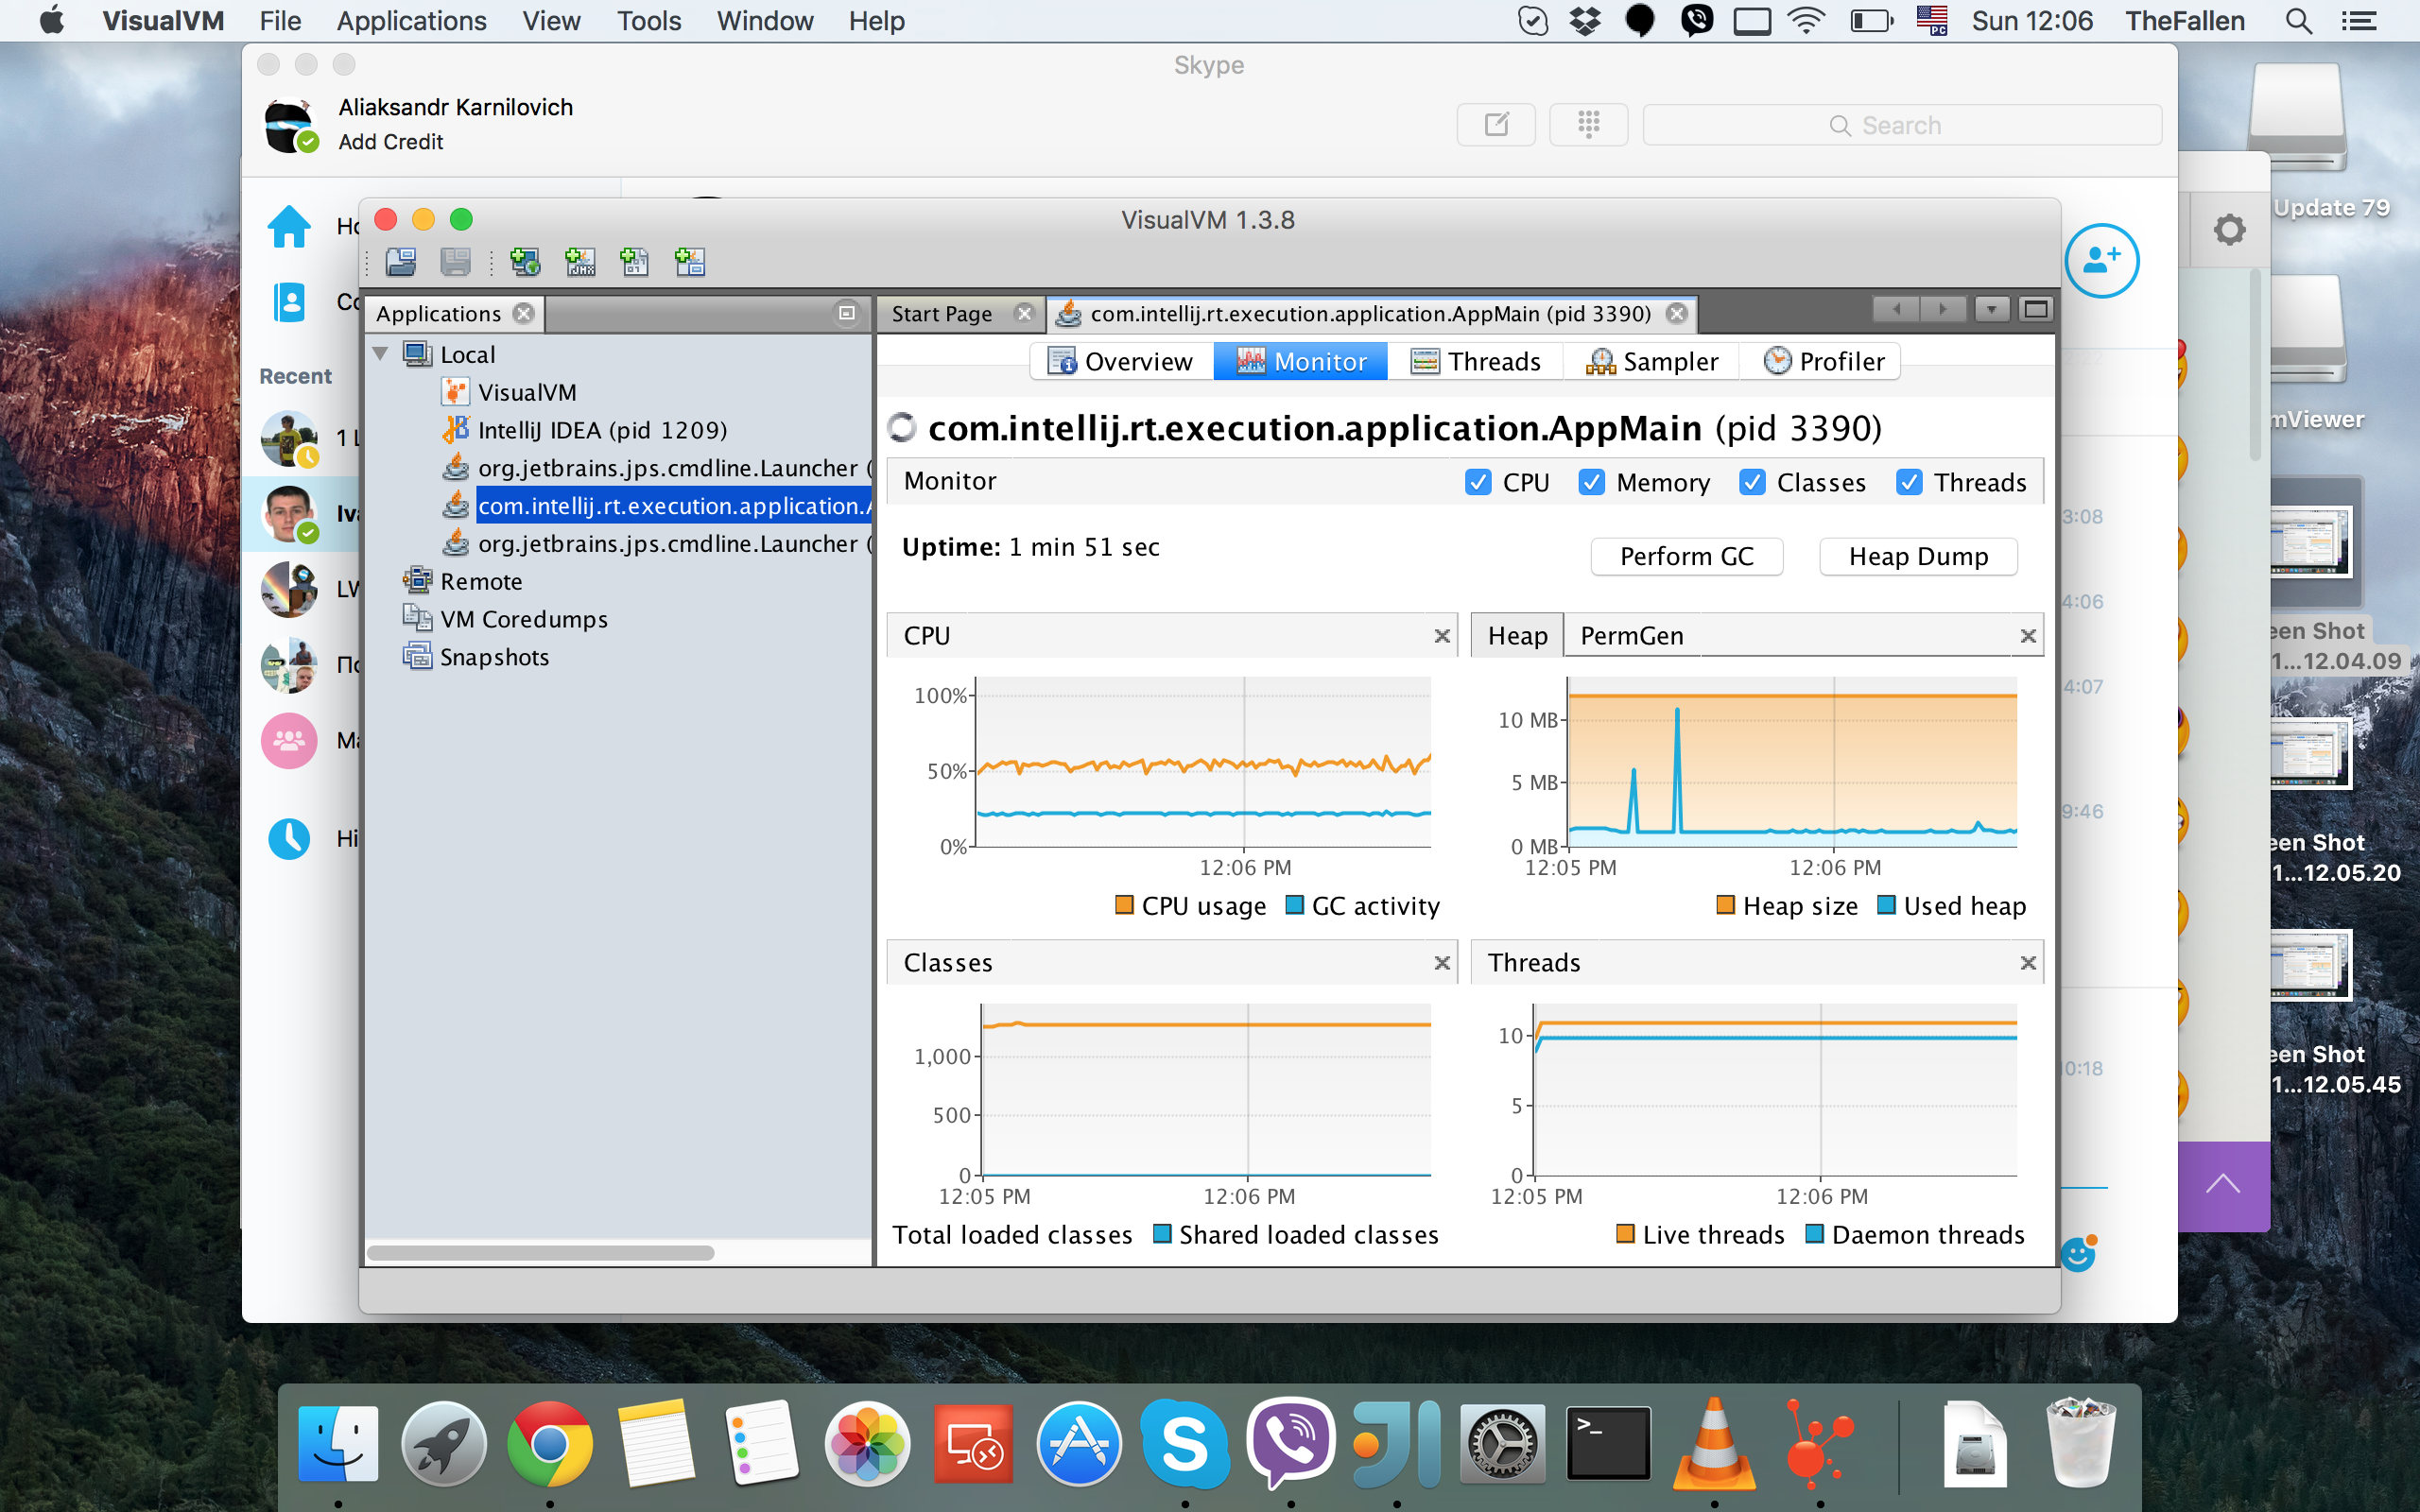 VisualVM File Applications View Tools Window Help PC Sun 12:06 TheFallen
Skype
Aliaksandr Karnilovich
Add Credit
Search
Update 79
VisualVM 1.3.8
JMX
Applications
Start Page
com.intellij.rt.execution.application.AppMain (pid 3390)
Local
VisualVM
IntelliJ IDEA (pid 1209)
org.jetbrains.jps.cmdline.Launcher (
com.intellij.rt.execution.application.A
org.jetbrains.jps.cmdline.Launcher (
Remote
VM Coredumps
Snapshots
Overview Monitor Threads Sampler Profiler
com.intellij.rt.execution.application.AppMain (pid 3390)
Monitor
CPU Memory Classes Threads
Uptime: 1 min 51 sec
Perform GC Heap Dump
CPU
100%
50%
0%
12:06 PM
CPU usage GC activity
Heap PermGen
10 MB
5 MB
0 MB
12:05 PM 12:06 PM
Heap size Used heap
Classes
1,000
500
0
12:05 PM 12:06 PM
Total loaded classes Shared loaded classes
Threads
10
5
0
12:05 PM 12:06 PM
Live threads Daemon threads
Ho
Co
Recent
1 L
Iva
LW
По
Ma
Hi
3:08
4:06
4:07
9:46
0:18
mViewer
een Shot
1...12.04.09
een Shot
1...12.05.20
een Shot
1...12.05.45